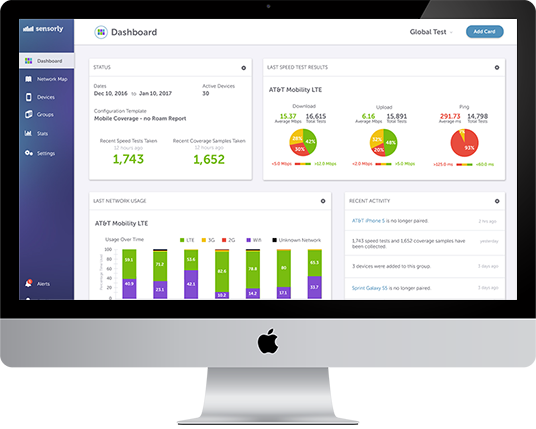 sensorly
Dashboard
Global Test
Add Card
Dashboard
Network Map
Devices
Groups
Stats
Settings
Alerts
STATUS
Dates
Dec 10, 2016 to Jan 10, 2017
Active Devices
30
Configuration Template
Mobile Coverage - no Roam Report
Recent Speed Tests Taken
12 hours ago
1,743
Recent Coverage Samples Taken
12 hours ago
1,652
LAST SPEED TEST RESULTS
AT&T Mobility LTE
Download
15.37 16,615
Average Mbps Total Tests
28% 42%
30%
<5.0 Mbps >12.0 Mbps
Upload
6.16 15,891
Average Mbps Total Tests
32% 48%
20%
<2.0 Mbps >5.0 Mbps
Ping
291.73 14,798
Average ms Total Tests
93%
>125.0 ms <60.0 ms
LAST NETWORK USAGE
AT&T Mobility LTE
Usage Over Time
LTE 3G 2G Wifi Unknown Network
100
90
80
70
60
50
40
30
20
59.1 71.2 53.6 82.6 78.6 80 65.5
40.9 23.1 42.1 10.2 14.2 17.1 33.7
RECENT ACTIVITY
AT&T iPhone 5 is no longer paired. 2 hrs ago
1,743 speed tests and 1,652 coverage samples have yesterday
been collected.
3 devices were added to this group. 3 days ago
Sprint Galaxy S5 is no longer paired. 3 days ago